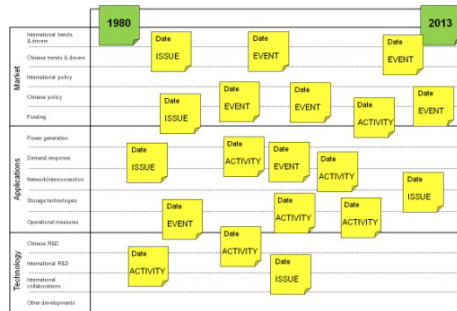 1980
2013
International trends
& drivers
Chinese trends & drivers
International policy
Chinese policy
Funding
Market
Date
ISSUE
Date
EVENT
Date
EVENT
Date
ISSUE
Date
EVENT
Date
EVENT
Date
ACTIVITY
Date
EVENT
Power generation
Demand response
Network/interconnection
Storage technologies
Operational measures
Applications
Date
ISSUE
Date
ACTIVITY
Date
EVENT
Date
ACTIVITY
Date
ISSUE
Date
EVENT
Date
ACTIVITY
Date
ACTIVITY
Chinese R&D
International R&D
International
collaborations
Other developments
Technology
Date
ACTIVITY
Date
ACTIVITY
Date
ISSUE